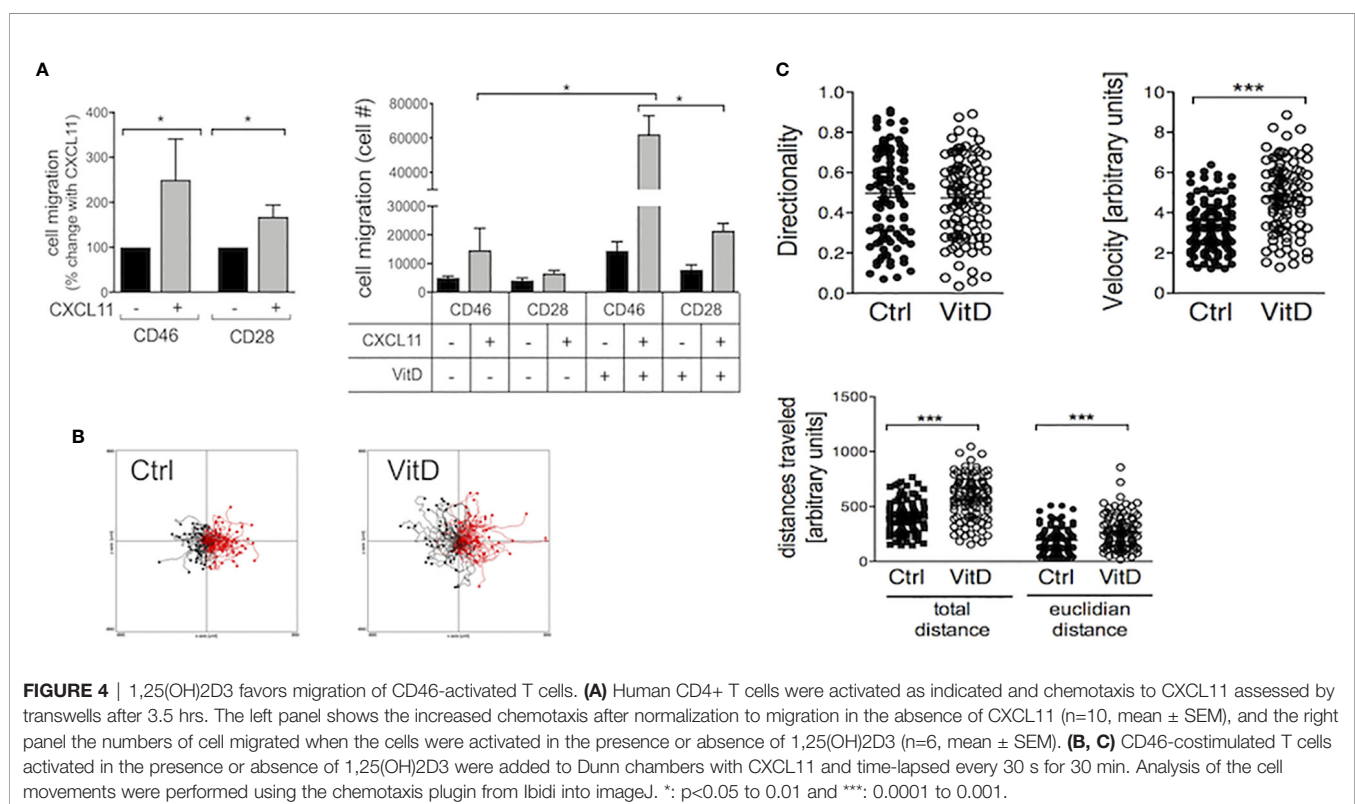 A
cell migration
(% change with CXCL11)
400
300
200
100
0
*
*
CXCL11
- + - +
CD46 CD28
cell migration (cell #)
80000
70000
60000
50000
40000
30000
20000
10000
0
*
*
CD46 CD28 CD46 CD28
CXCL11 - + - + - + - +
VitD - - - - + + + +
B
Ctrl
VitD
C
Directionality
1.0
0.8
0.6
0.4
0.2
0.0
Ctrl VitD
Velocity [arbitrary units]
10
8
6
4
2
0
***
Ctrl VitD
distances traveled
[arbitrary units]
1500
1000
500
0
***
***
Ctrl VitD Ctrl VitD
total euclidian
distance distance
FIGURE 4 | 1,25(OH)2D3 favors migration of CD46-activated T cells. (A) Human CD4+ T cells were activated as indicated and chemotaxis to CXCL11 assessed by
transwells after 3.5 hrs. The left panel shows the increased chemotaxis after normalization to migration in the absence of CXCL11 (n=10, mean ± SEM), and the right
panel the numbers of cell migrated when the cells were activated in the presence or absence of 1,25(OH)2D3 (n=6, mean ± SEM). (B, C) CD46-costimulated T cells
activated in the presence or absence of 1,25(OH)2D3 were added to Dunn chambers with CXCL11 and time-lapsed every 30 s for 30 min. Analysis of the cell
movements were performed using the chemotaxis plugin from Ibidi into imageJ. *: p<0.05 to 0.01 and ***: 0.0001 to 0.001.